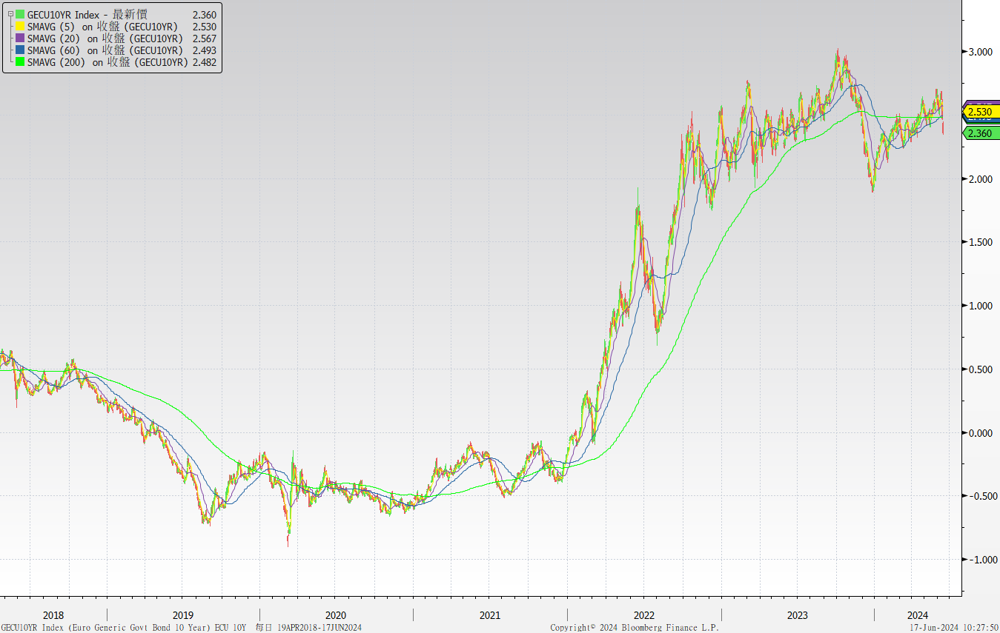 GECU10YR Index - 最新價 2.360
SMAVG (5) on 收盤 (GECU10YR) 2.530
SMAVG (20) on 收盤 (GECU10YR) 2.567
SMAVG (60) on 收盤 (GECU10YR) 2.493
SMAVG (200) on 收盤 (GECU10YR) 2.482
3.000
2.530
2.360
2.000
1.500
1.000
0.500
0.000
-0.500
-1.000
2018 2019 2020 2021 2022 2023 2024
GECU10YR Index (Euro Generic Govt Bond 10 Year) ECU 10Y 每日 19APR2018-17JUN2024 Copyright© 2024 Bloomberg Finance L.P. 17-Jun-2024 10:27:50